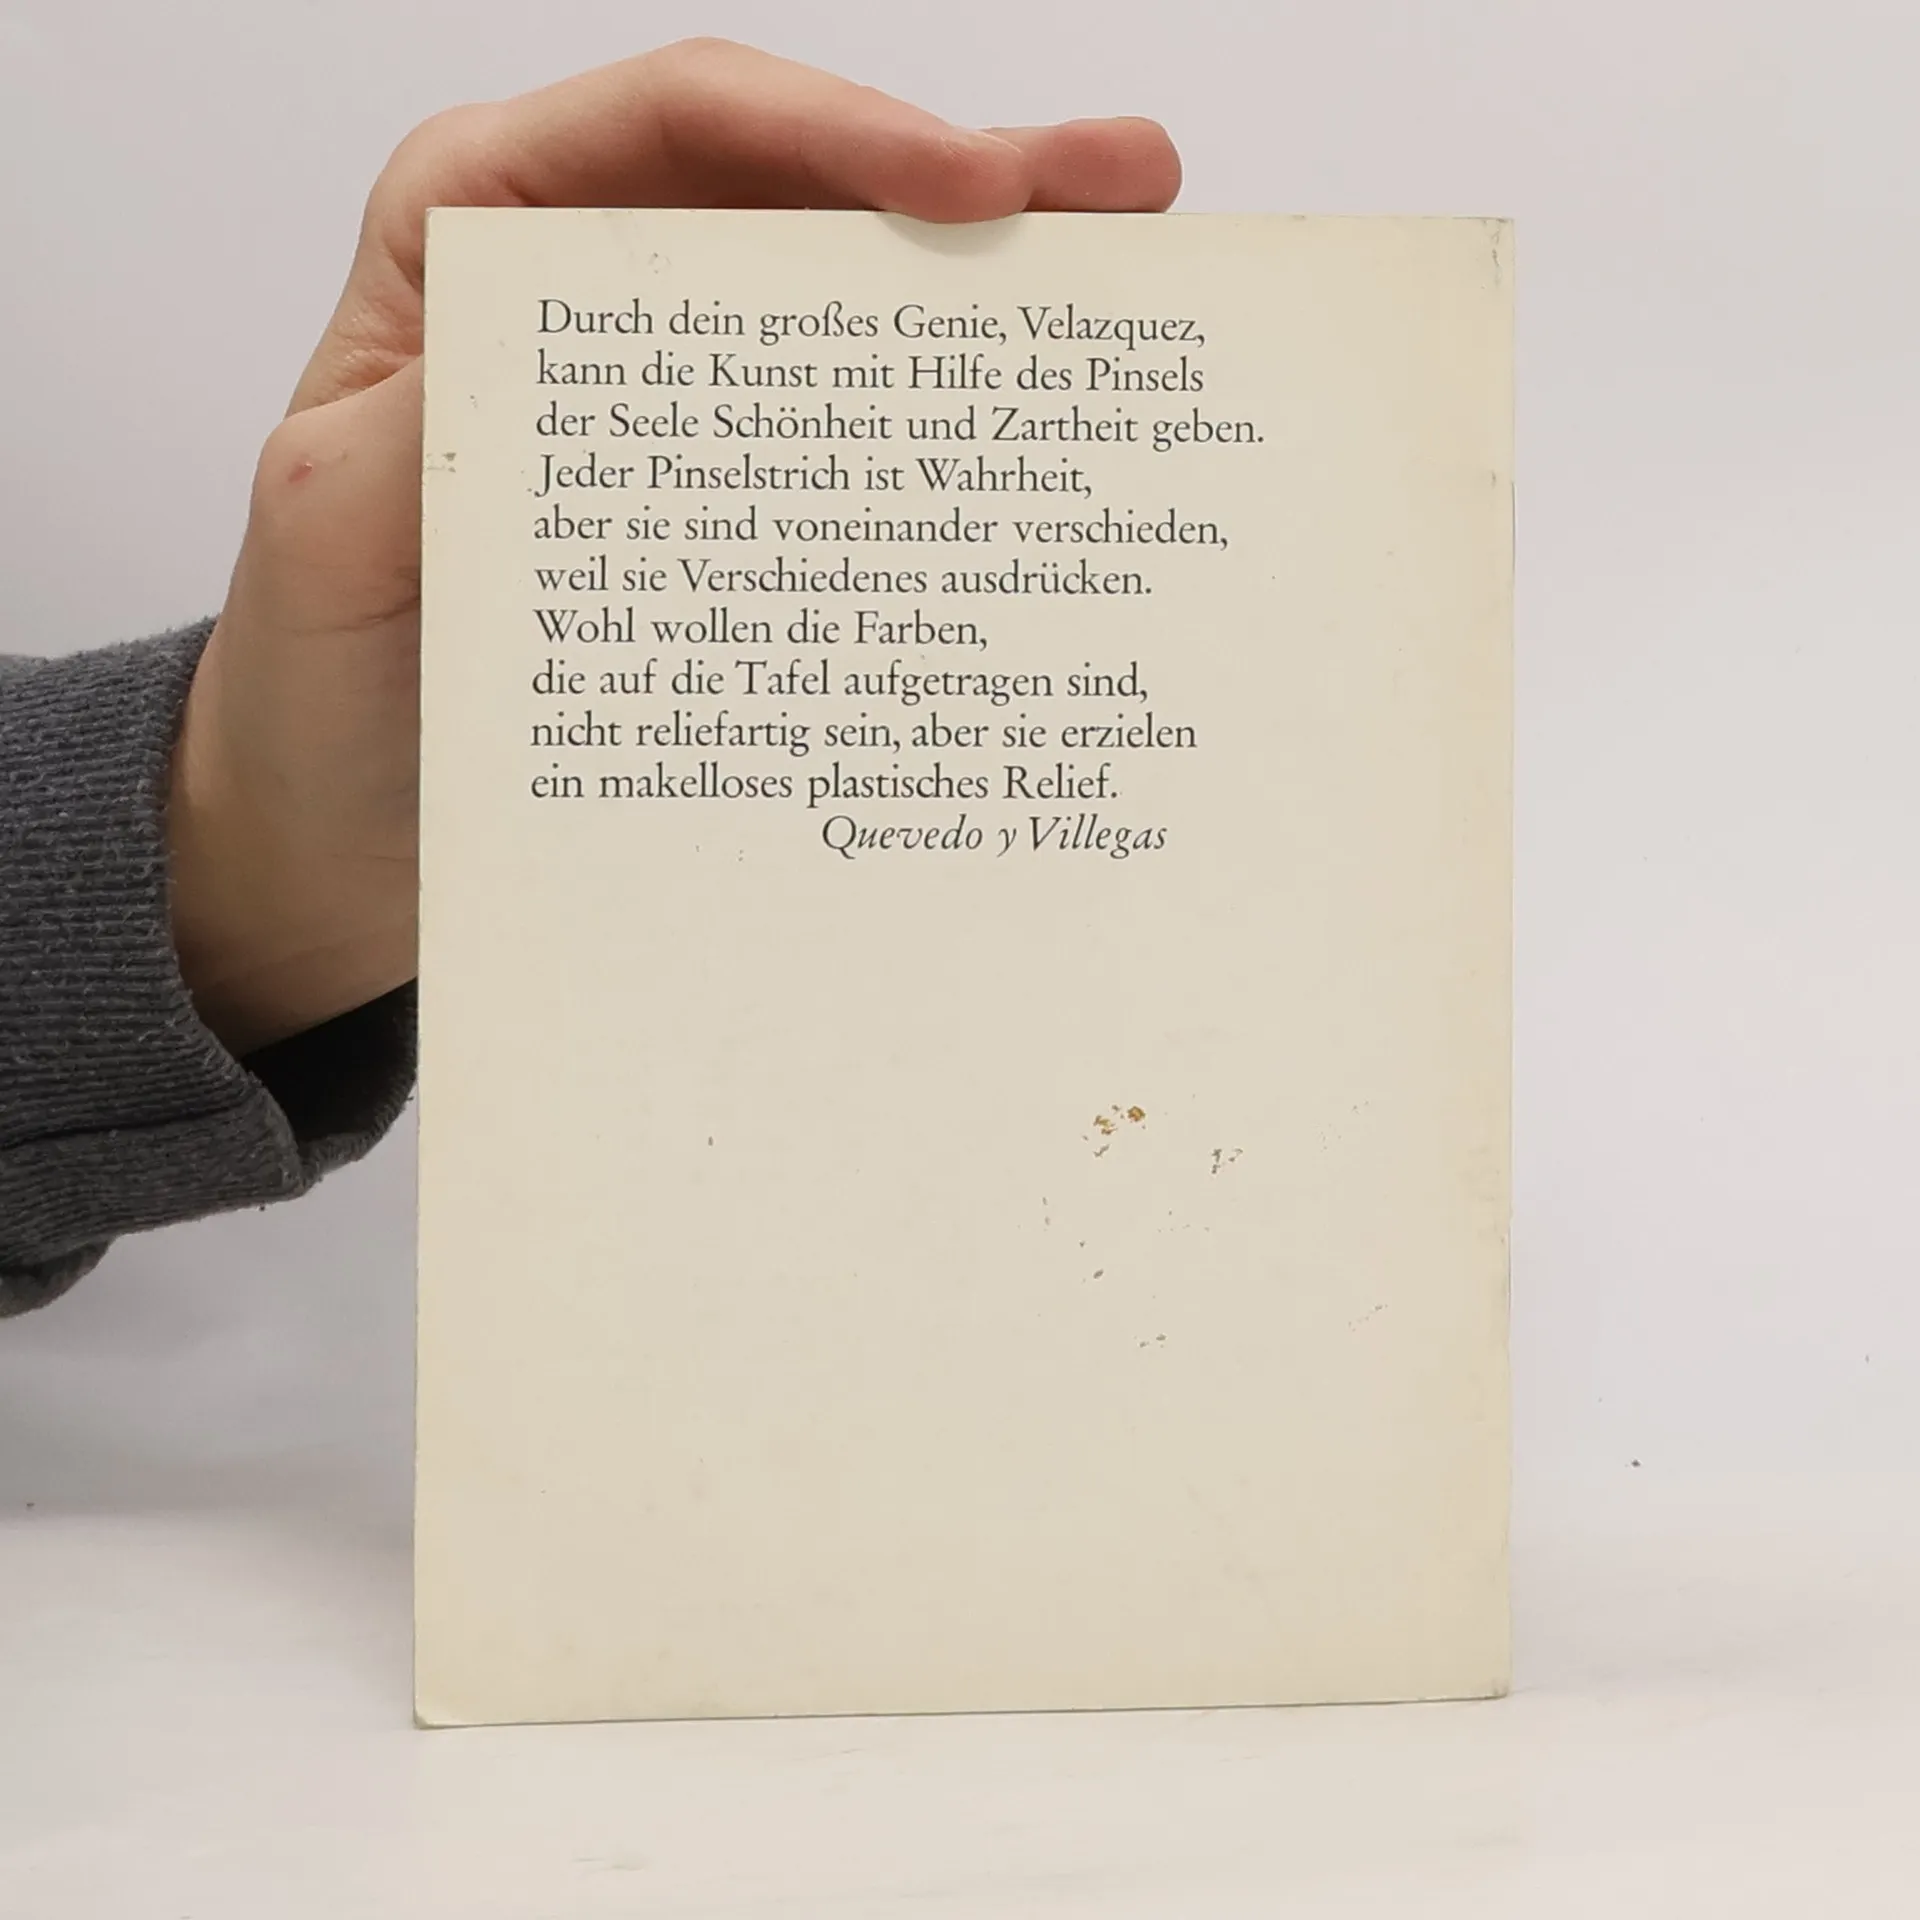 Durch dein großes Genie, Velazquez,
kann die Kunst mit Hilfe des Pinsels
der Seele Schönheit und Zartheit geben.
Jeder Pinselstrich ist Wahrheit,
aber sie sind voneinander verschieden,
weil sie Verschiedenes ausdrücken.
Wohl wollen die Farben,
die auf die Tafel aufgetragen sind,
nicht reliefartig sein, aber sie erzielen
ein makelloses plastisches Relief.
Quevedo y Villegas